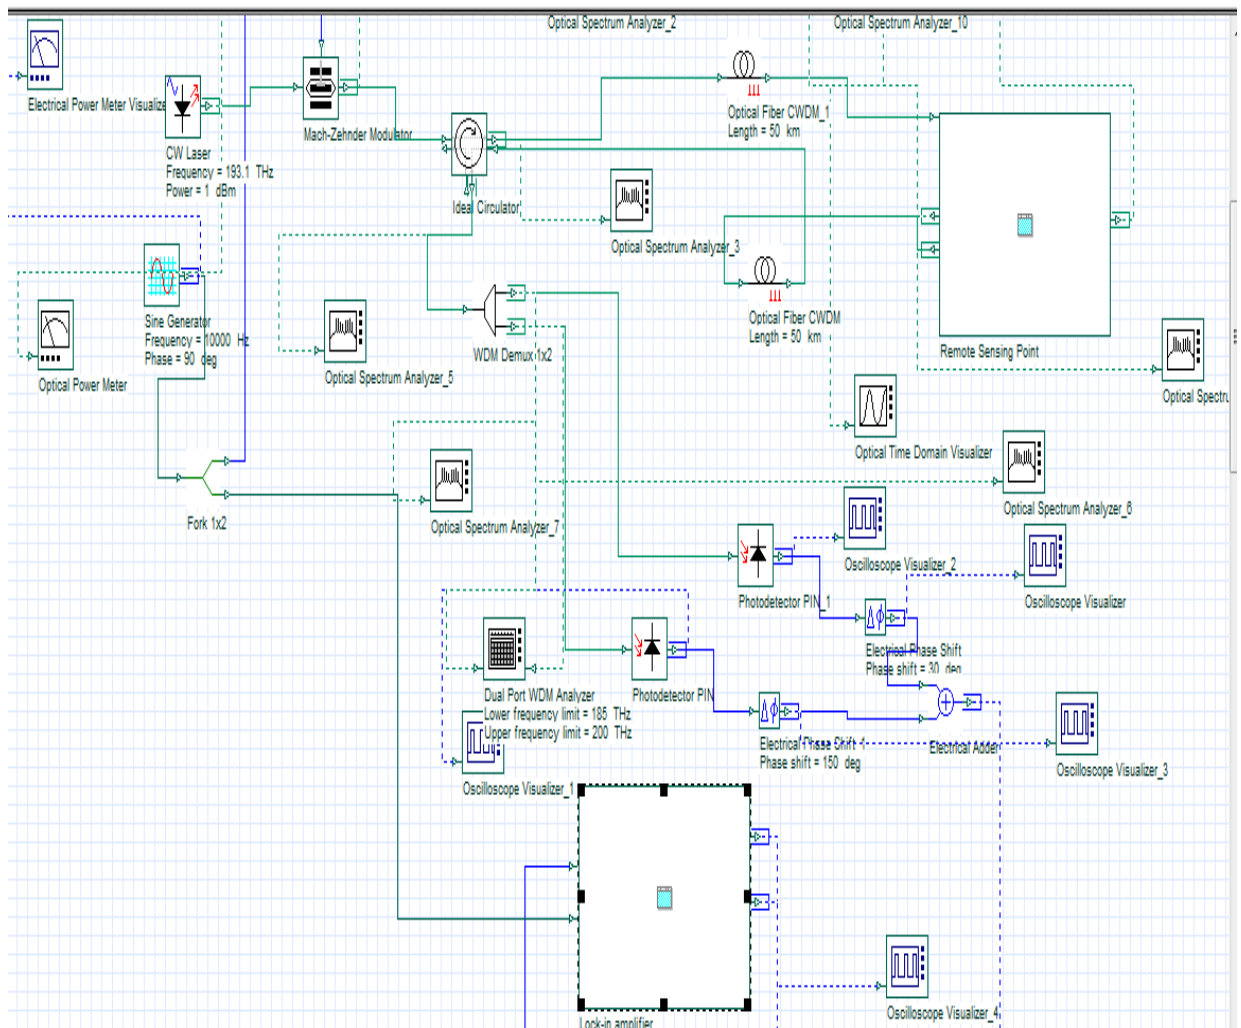 Optical Spectrum Analyzer_2
Optical Spectrum Analyzer_10
Electrical Power Meter Visualize
CW Laser
Frequency = 193.1 THz
Power = 1 dBm
Mach-Zehnder Modulator
Optical Fiber CWDM_1
Length = 50 km
Ideal Circulator
Optical Spectrum Analyzer_3
Sine Generator
Frequency = 10000 Hz
Phase = 90 deg
Optical Power Meter
Optical Spectrum Analyzer_5
WDM Demux 1x2
Optical Fiber CWDM
Length = 50 km
Remote Sensing Point
Optical Spectru
Optical Time Domain Visualizer
Fork 1x2
Optical Spectrum Analyzer_7
Optical Spectrum Analyzer_6
Oscilloscope Visualizer_2
Photodetector PIN_1
Oscilloscope Visualizer
Electrical Phase Shift
Phase shift = 30 deg
Dual Port WDM Analyzer
Lower frequency limit = 185 THz
Upper frequency limit = 200 THz
Photodetector PIN
Electrical Phase Shift_1
Phase shift = 150 deg
Electrical Adder
Oscilloscope Visualizer_3
Oscilloscope Visualizer_1
Oscilloscope Visualizer_4
Lock-in amplifier